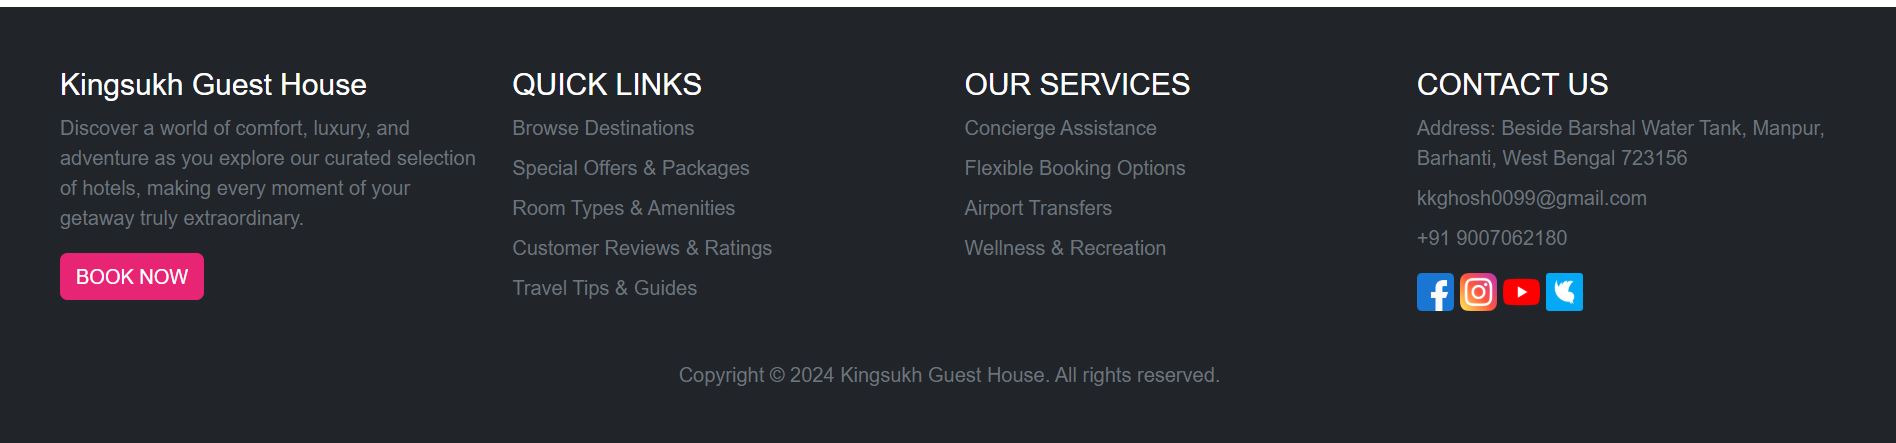 Kingsukh Guest House
Discover a world of comfort, luxury, and
adventure as you explore our curated selection
of hotels, making every moment of your
getaway truly extraordinary.
BOOK NOW
QUICK LINKS
Browse Destinations
Special Offers & Packages
Room Types & Amenities
Customer Reviews & Ratings
Travel Tips & Guides
OUR SERVICES
Concierge Assistance
Flexible Booking Options
Airport Transfers
Wellness & Recreation
CONTACT US
Address: Beside Barshal Water Tank, Manpur,
Barhanti, West Bengal 723156
kkghosh0099@gmail.com
+91 9007062180
Copyright © 2024 Kingsukh Guest House. All rights reserved.